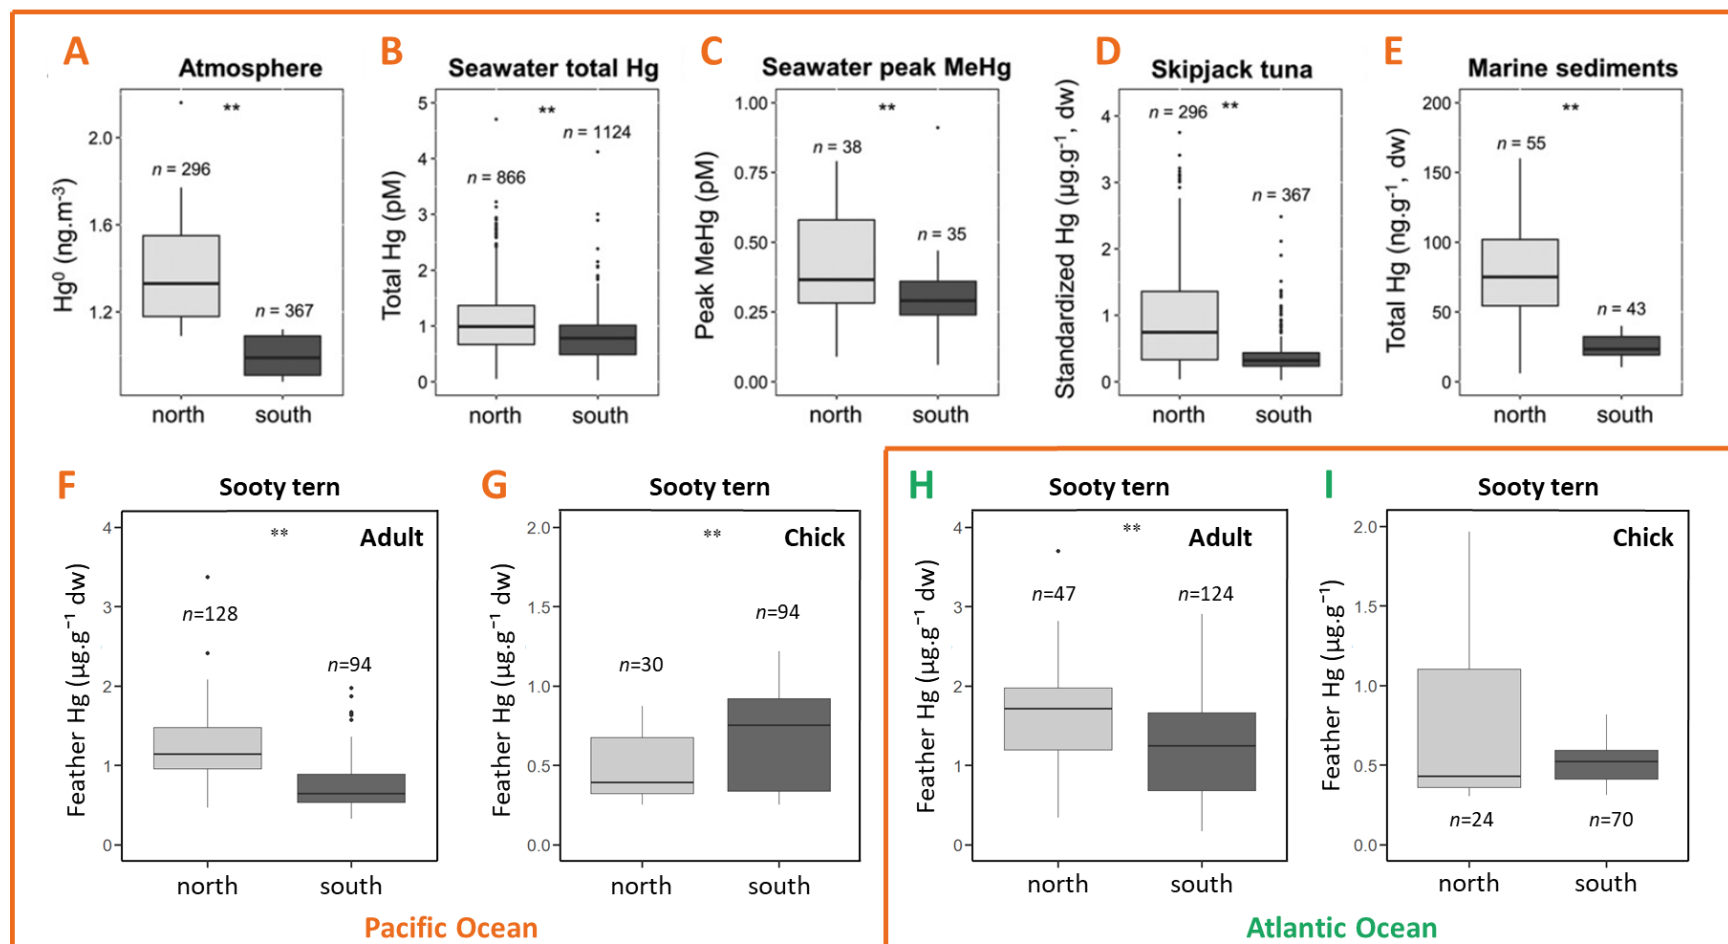 A
Atmosphere
Hg⁰ (ng.m⁻³)
2.0
1.6
1.2
**
n = 296
n = 367
north
south
B
Seawater total Hg
Total Hg (pM)
5
4
3
2
1
0
**
n = 866
n = 1124
north
south
C
Seawater peak MeHg
Peak MeHg (pM)
1.00
0.75
0.50
0.25
0.00
**
n = 38
n = 35
north
south
D
Skipjack tuna
Standardized Hg (µg.g⁻¹, dw)
4
3
2
1
0
**
n = 296
n = 367
north
south
E
Marine sediments
Total Hg (ng.g⁻¹, dw)
200
150
100
50
0
**
n = 55
n = 43
north
south
F
Sooty tern
Feather Hg (µg.g⁻¹ dw)
4
3
2
1
0
**
Adult
n=128
n=94
north
south
G
Sooty tern
Feather Hg (µg.g⁻¹ dw)
2.0
1.5
1.0
0.5
0.0
**
Chick
n=30
n=94
north
south
Pacific Ocean
H
Sooty tern
Feather Hg (µg.g⁻¹ dw)
4
3
2
1
0
**
Adult
n=47
n=124
north
south
I
Sooty tern
Feather Hg (µg.g⁻¹)
2.0
1.5
1.0
0.5
0.0
Chick
n=24
n=70
north
south
Atlantic Ocean